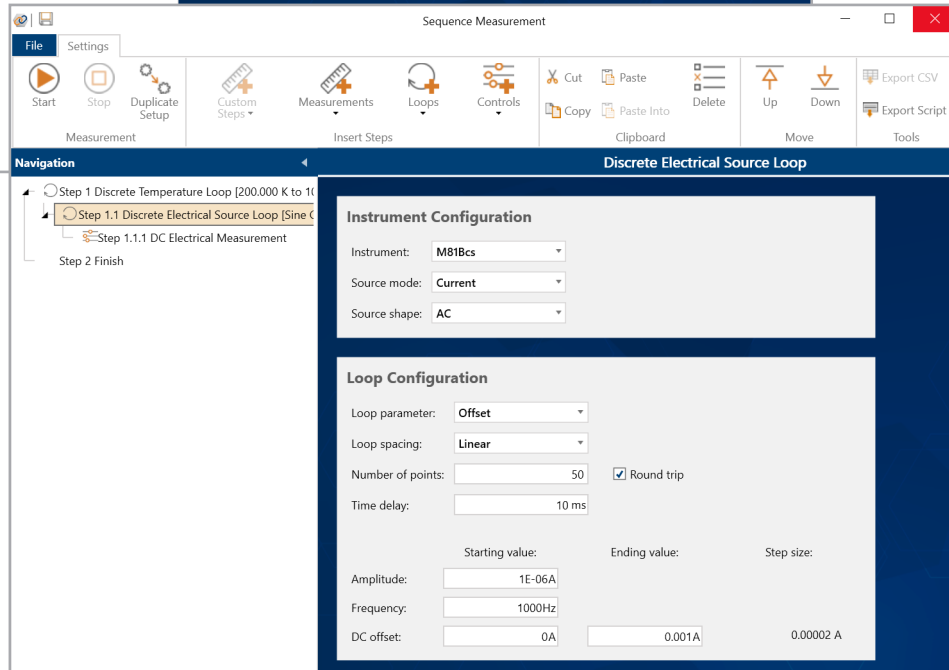 Sequence Measurement
File Settings
Start Stop Duplicate Setup Custom Steps Measurements Loops Controls Cut Paste Copy Paste Into Delete Up Down Export CSV Export Script
Measurement Insert Steps Clipboard Move Tools
Navigation
Discrete Electrical Source Loop
Step 1 Discrete Temperature Loop [200.000 K to 10
Step 1.1 Discrete Electrical Source Loop [Sine
Step 1.1.1 DC Electrical Measurement
Step 2 Finish
Instrument Configuration
Instrument: M81Bcs
Source mode: Current
Source shape: AC
Loop Configuration
Loop parameter: Offset
Loop spacing: Linear
Number of points: 50 Round trip
Time delay: 10 ms
Starting value: Ending value: Step size:
Amplitude: 1E-06A
Frequency: 1000Hz
DC offset: 0A 0.001A 0.00002 A